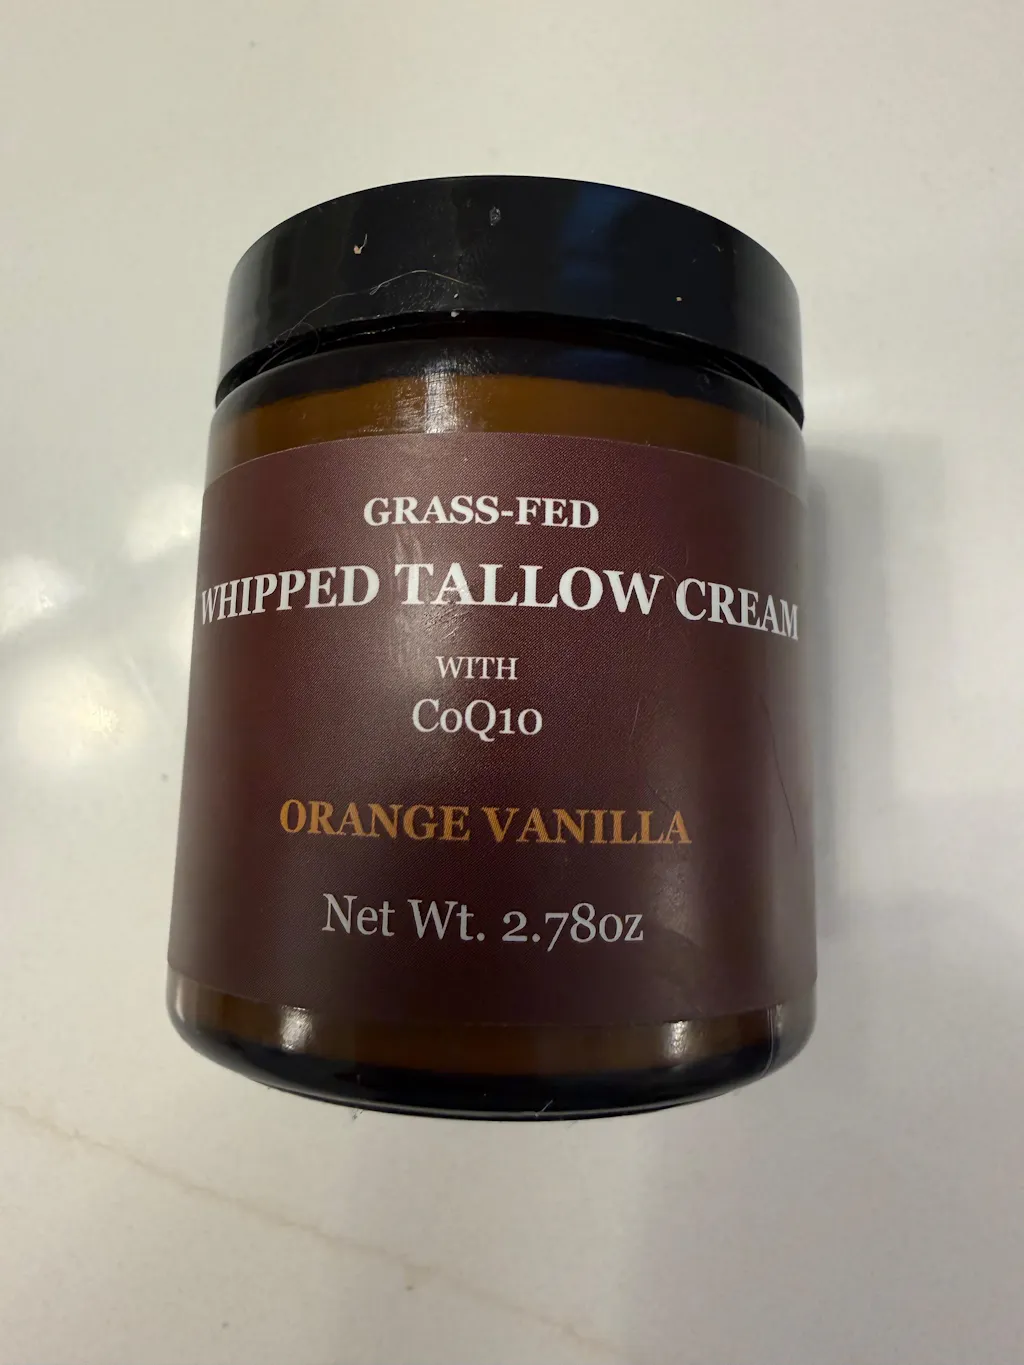 GRASS-FED
WHIPPED TALLOW CREAM
WITH
CoQ10
ORANGE VANILLA
Net Wt. 2.78oz